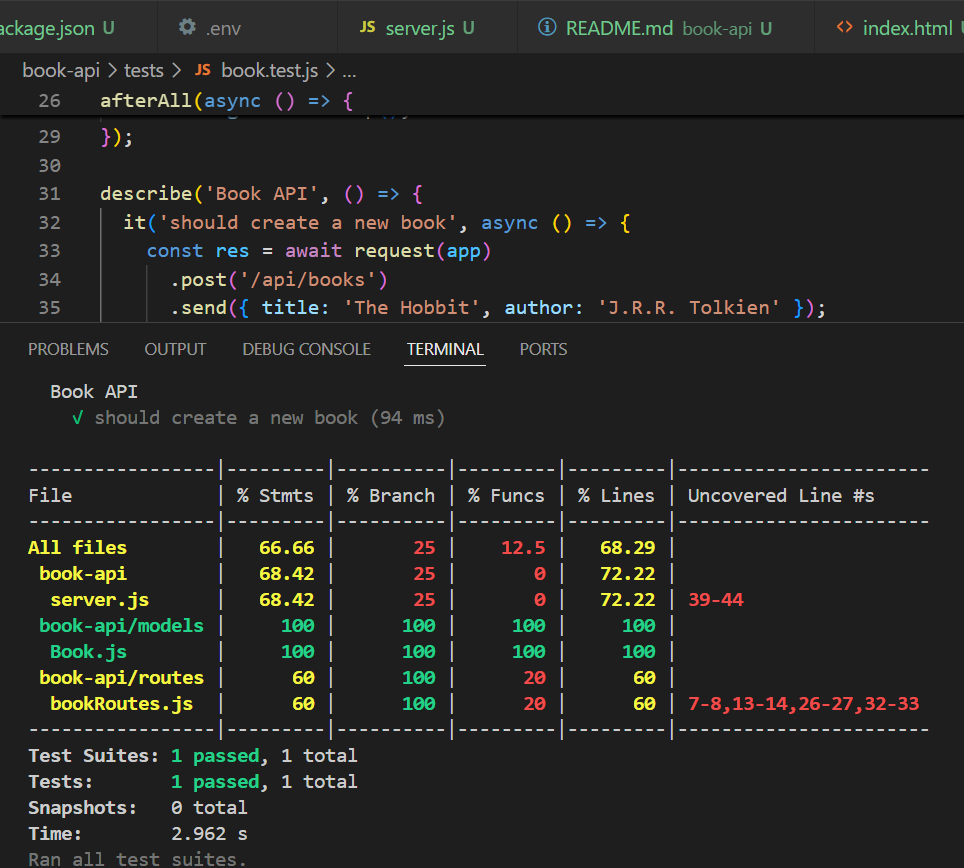 ackage.json U .env JS server.js U README.md book-api U index.html
book-api > tests > JS book.test.js > ...
26 afterAll(async () => {
29 });
30
31 describe('Book API', () => {
32 it('should create a new book', async () => {
33 const res = await request(app)
34 .post('/api/books')
35 .send({ title: 'The Hobbit', author: 'J.R.R. Tolkien' });
PROBLEMS OUTPUT DEBUG CONSOLE TERMINAL PORTS
Book API
√ should create a new book (94 ms)
-----------------|---------|----------|---------|---------|-----------------------
File | % Stmts | % Branch | % Funcs | % Lines | Uncovered Line #s
-----------------|---------|----------|---------|---------|-----------------------
All files | 66.66 | 25 | 12.5 | 68.29 |
book-api | 68.42 | 25 | 0 | 72.22 |
server.js | 68.42 | 25 | 0 | 72.22 | 39-44
book-api/models | 100 | 100 | 100 | 100 |
Book.js | 100 | 100 | 100 | 100 |
book-api/routes | 60 | 100 | 20 | 60 |
bookRoutes.js | 60 | 100 | 20 | 60 | 7-8,13-14,26-27,32-33
-----------------|---------|----------|---------|---------|-----------------------
Test Suites: 1 passed, 1 total
Tests: 1 passed, 1 total
Snapshots: 0 total
Time: 2.962 s
Ran all test suites.